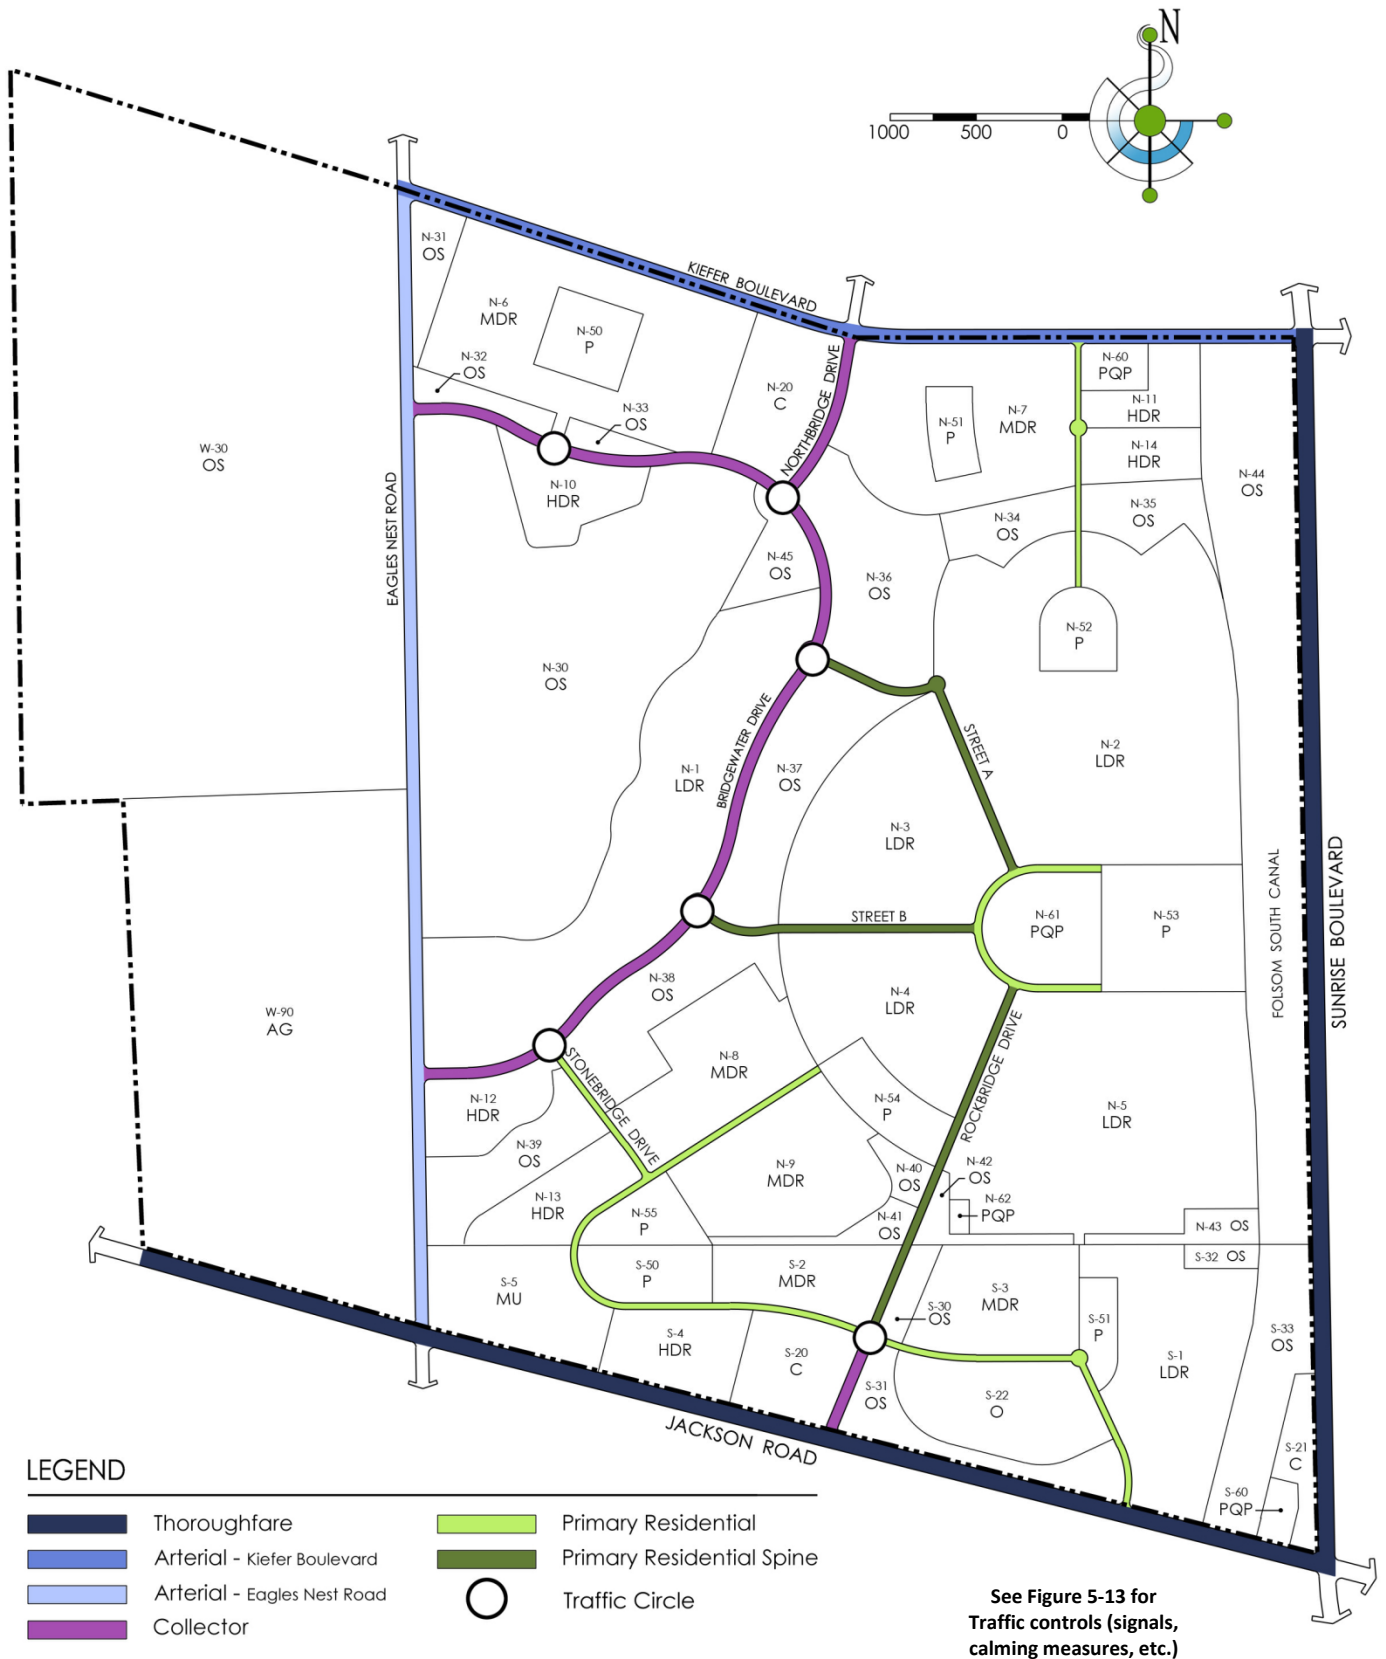 N
1000 500 0
N-31
OS
KIEFER BOULEVARD
N-6
MDR
N-50
P
N-32
OS
N-33
OS
N-20
C
NORTHBRIDGE DRIVE
N-60
PQP
N-7
MDR
N-11
HDR
N-51
P
N-14
HDR
N-44
OS
W-30
OS
N-10
HDR
N-34
OS
N-35
OS
EAGLES NEST ROAD
N-45
OS
N-36
OS
N-52
P
N-30
OS
STREET A
N-2
LDR
N-1
LDR
BRIDGEWATER DRIVE
N-37
OS
N-3
LDR
FOLSOM SOUTH CANAL
SUNRISE BOULEVARD
STREET B
N-61
PQP
N-53
P
N-38
OS
N-4
LDR
W-90
AG
STONEBRIDGE DRIVE
N-8
MDR
ROCKBRIDGE DRIVE
N-12
HDR
N-54
P
N-5
LDR
N-39
OS
N-9
MDR
N-40
OS
N-42
OS
N-13
HDR
N-55
P
N-41
OS
N-62
PQP
N-43 OS
S-32 OS
S-5
MU
S-50
P
S-2
MDR
S-3
MDR
S-30
OS
S-51
P
S-33
OS
S-4
HDR
S-20
C
S-1
LDR
S-31
OS
S-22
O
JACKSON ROAD
S-21
C
S-60
PQP
LEGEND
Thoroughfare
Arterial - Kiefer Boulevard
Arterial - Eagles Nest Road
Collector
Primary Residential
Primary Residential Spine
Traffic Circle
See Figure 5-13 for
Traffic controls (signals,
calming measures, etc.)